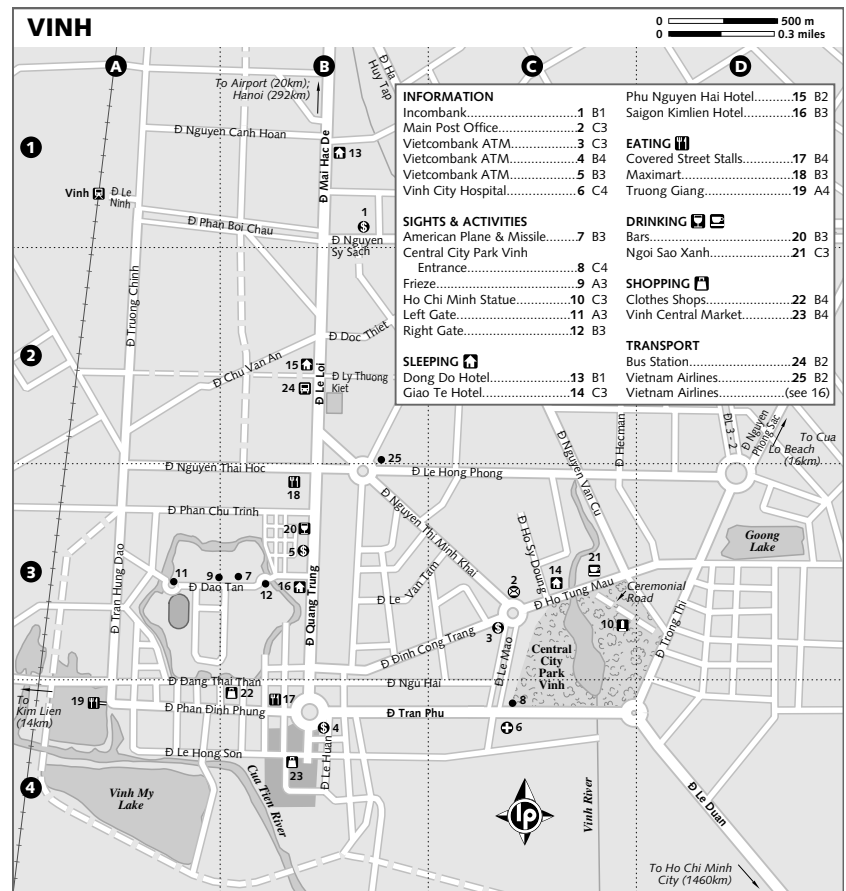 VINH
0 500 m
0 0.3 miles
A
B
C
D
1
2
3
4
To Airport (20km);
Hanoi (292km)
Đ Ha
Huy Tap
INFORMATION
Incombank 1 B1
Main Post Office 2 C3
Vietcombank ATM 3 C3
Vietcombank ATM 4 B4
Vietcombank ATM 5 B3
Vinh City Hospital 6 C4
SIGHTS & ACTIVITIES
American Plane & Missile 7 B3
Central City Park Vinh
Entrance 8 C4
Frieze 9 A3
Ho Chi Minh Statue 10 C3
Left Gate 11 A3
Right Gate 12 B3
SLEEPING
Dong Do Hotel 13 B1
Giao Te Hotel 14 C3
Phu Nguyen Hai Hotel 15 B2
Saigon Kimlien Hotel 16 B3
EATING
Covered Street Stalls 17 B4
Maximart 18 B3
Truong Giang 19 A4
DRINKING
Bars 20 B3
Ngoi Sao Xanh 21 C3
SHOPPING
Clothes Shops 22 B4
Vinh Central Market 23 B4
TRANSPORT
Bus Station 24 B2
Vietnam Airlines 25 B2
Vietnam Airlines (see 16)
Đ Nguyen Canh Hoan
Đ Mai Hac De
13
Vinh
Đ Le
Ninh
Đ Phan Boi Chau
1
Đ Nguyen
Sy Sach
Đ Truong Chinh
Đ Doc Thiet
Đ Chu Van An
15
24
Đ Le Loi
Đ Ly Thuong
Kiet
25
Đ Nguyen Thai Hoc
Đ Le Hong Phong
Đ Nguyen Van Cu
Đ Hecman
ĐL 3 - 2
Đ Nguyen
Phong Sac
To Cua
Lo Beach
(16km)
18
Đ Phan Chu Trinh
20
5
Đ Nguyen Thi Minh Khai
Đ Ho Sy Doung
Goong
Lake
11
9
7
12
Đ Dao Tan
16
Đ Tran Hung Dao
Đ Quang Trung
Đ Le Van Tam
2
14
21
Đ Ho Tung Mau
Ceremonial
Road
10
3
Đ Dinh Cong Trang
Đ Le Mao
Central
City
Park
Vinh
Đ Trong Thi
To
Kim Lien
(14km)
19
Đ Dang Thai Than
22
17
Đ Ngu Hai
Đ Phan Dinh Phung
Đ Tran Phu
8
6
4
Đ Le Hong Son
23
Đ Le Huan
Cua Tien River
Vinh My
Lake
lp
Vinh River
Đ Le Duan
To Ho Chi Minh
City (1460km)